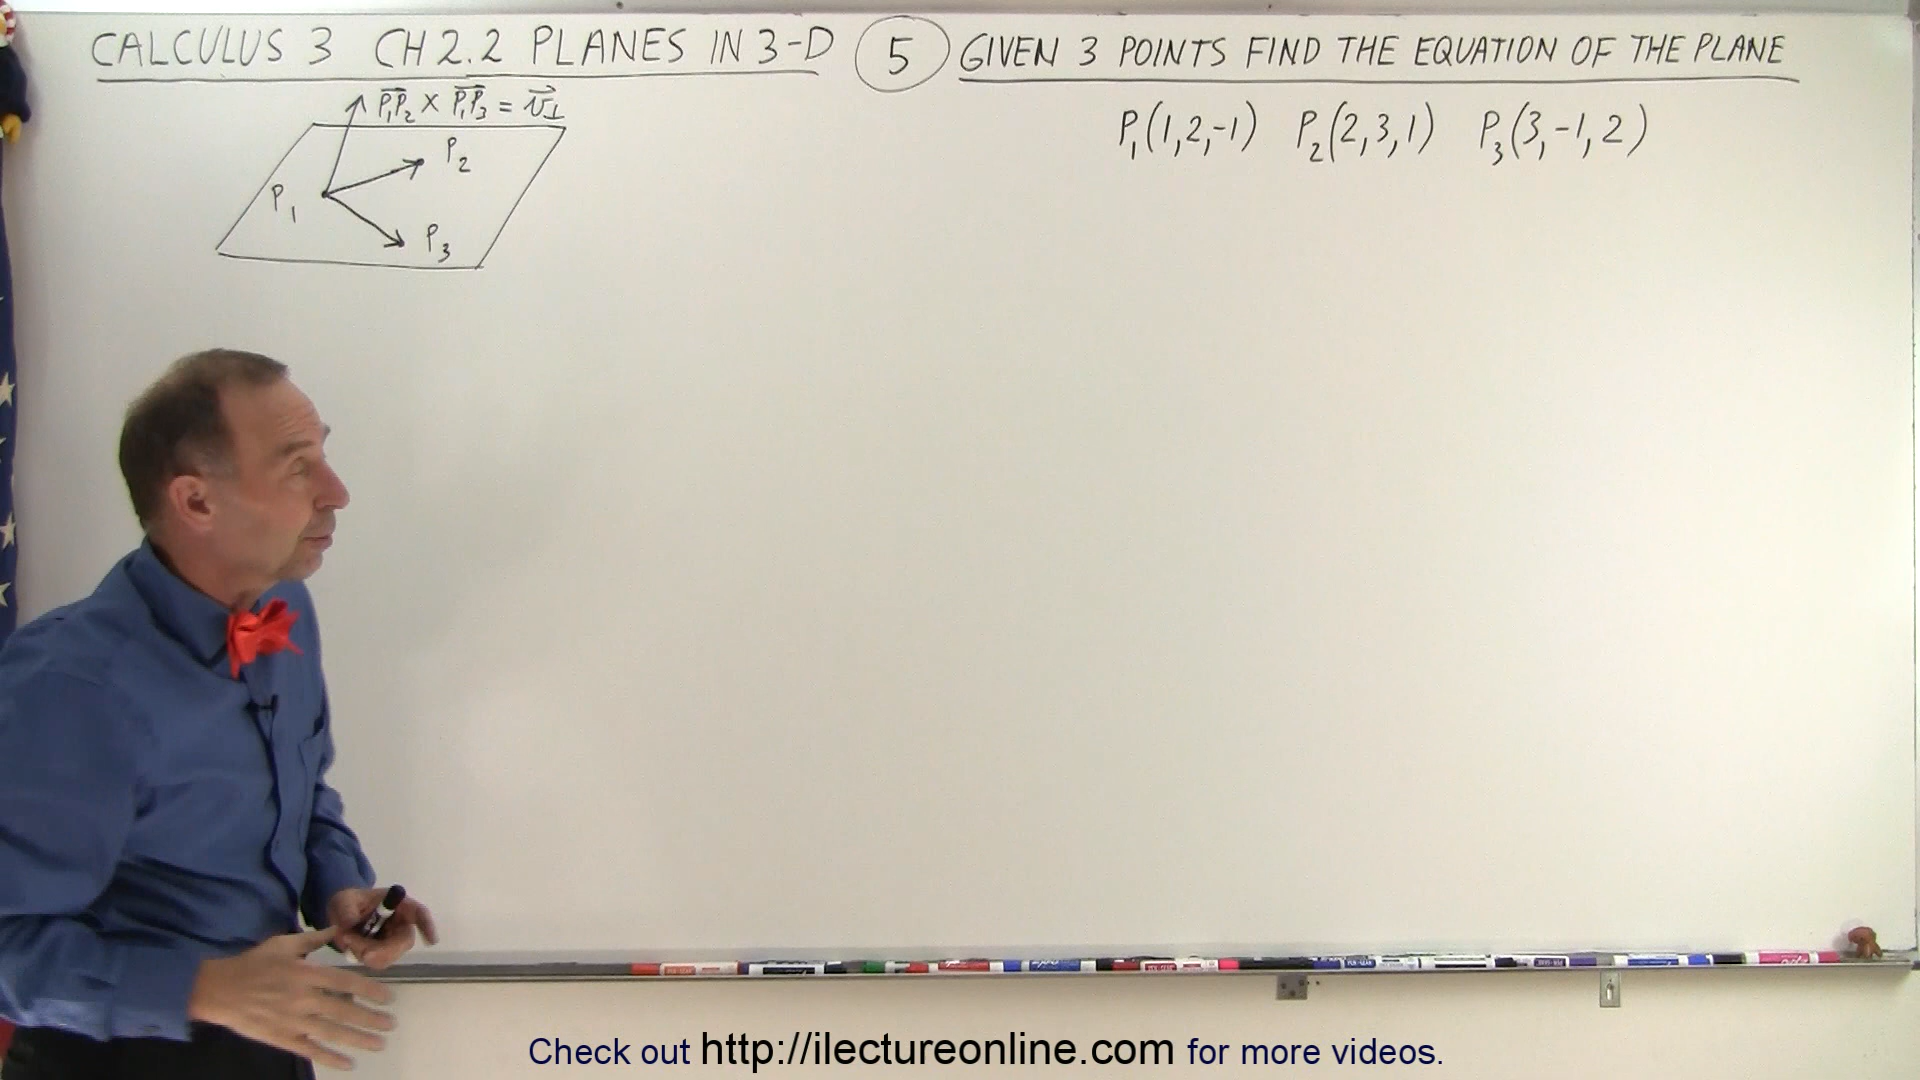 CALCULUS 3 CH 2.2 PLANES IN 3-D 5 GIVEN 3 POINTS FIND THE EQUATION OF THE PLANE
P₁P₂ × P₁P₃ = v⊥
P₁(1,2,-1) P₂(2,3,1) P₃(3,-1,2)
P₂
P₁
P₃
Check out http://ilectureonline.com for more videos.